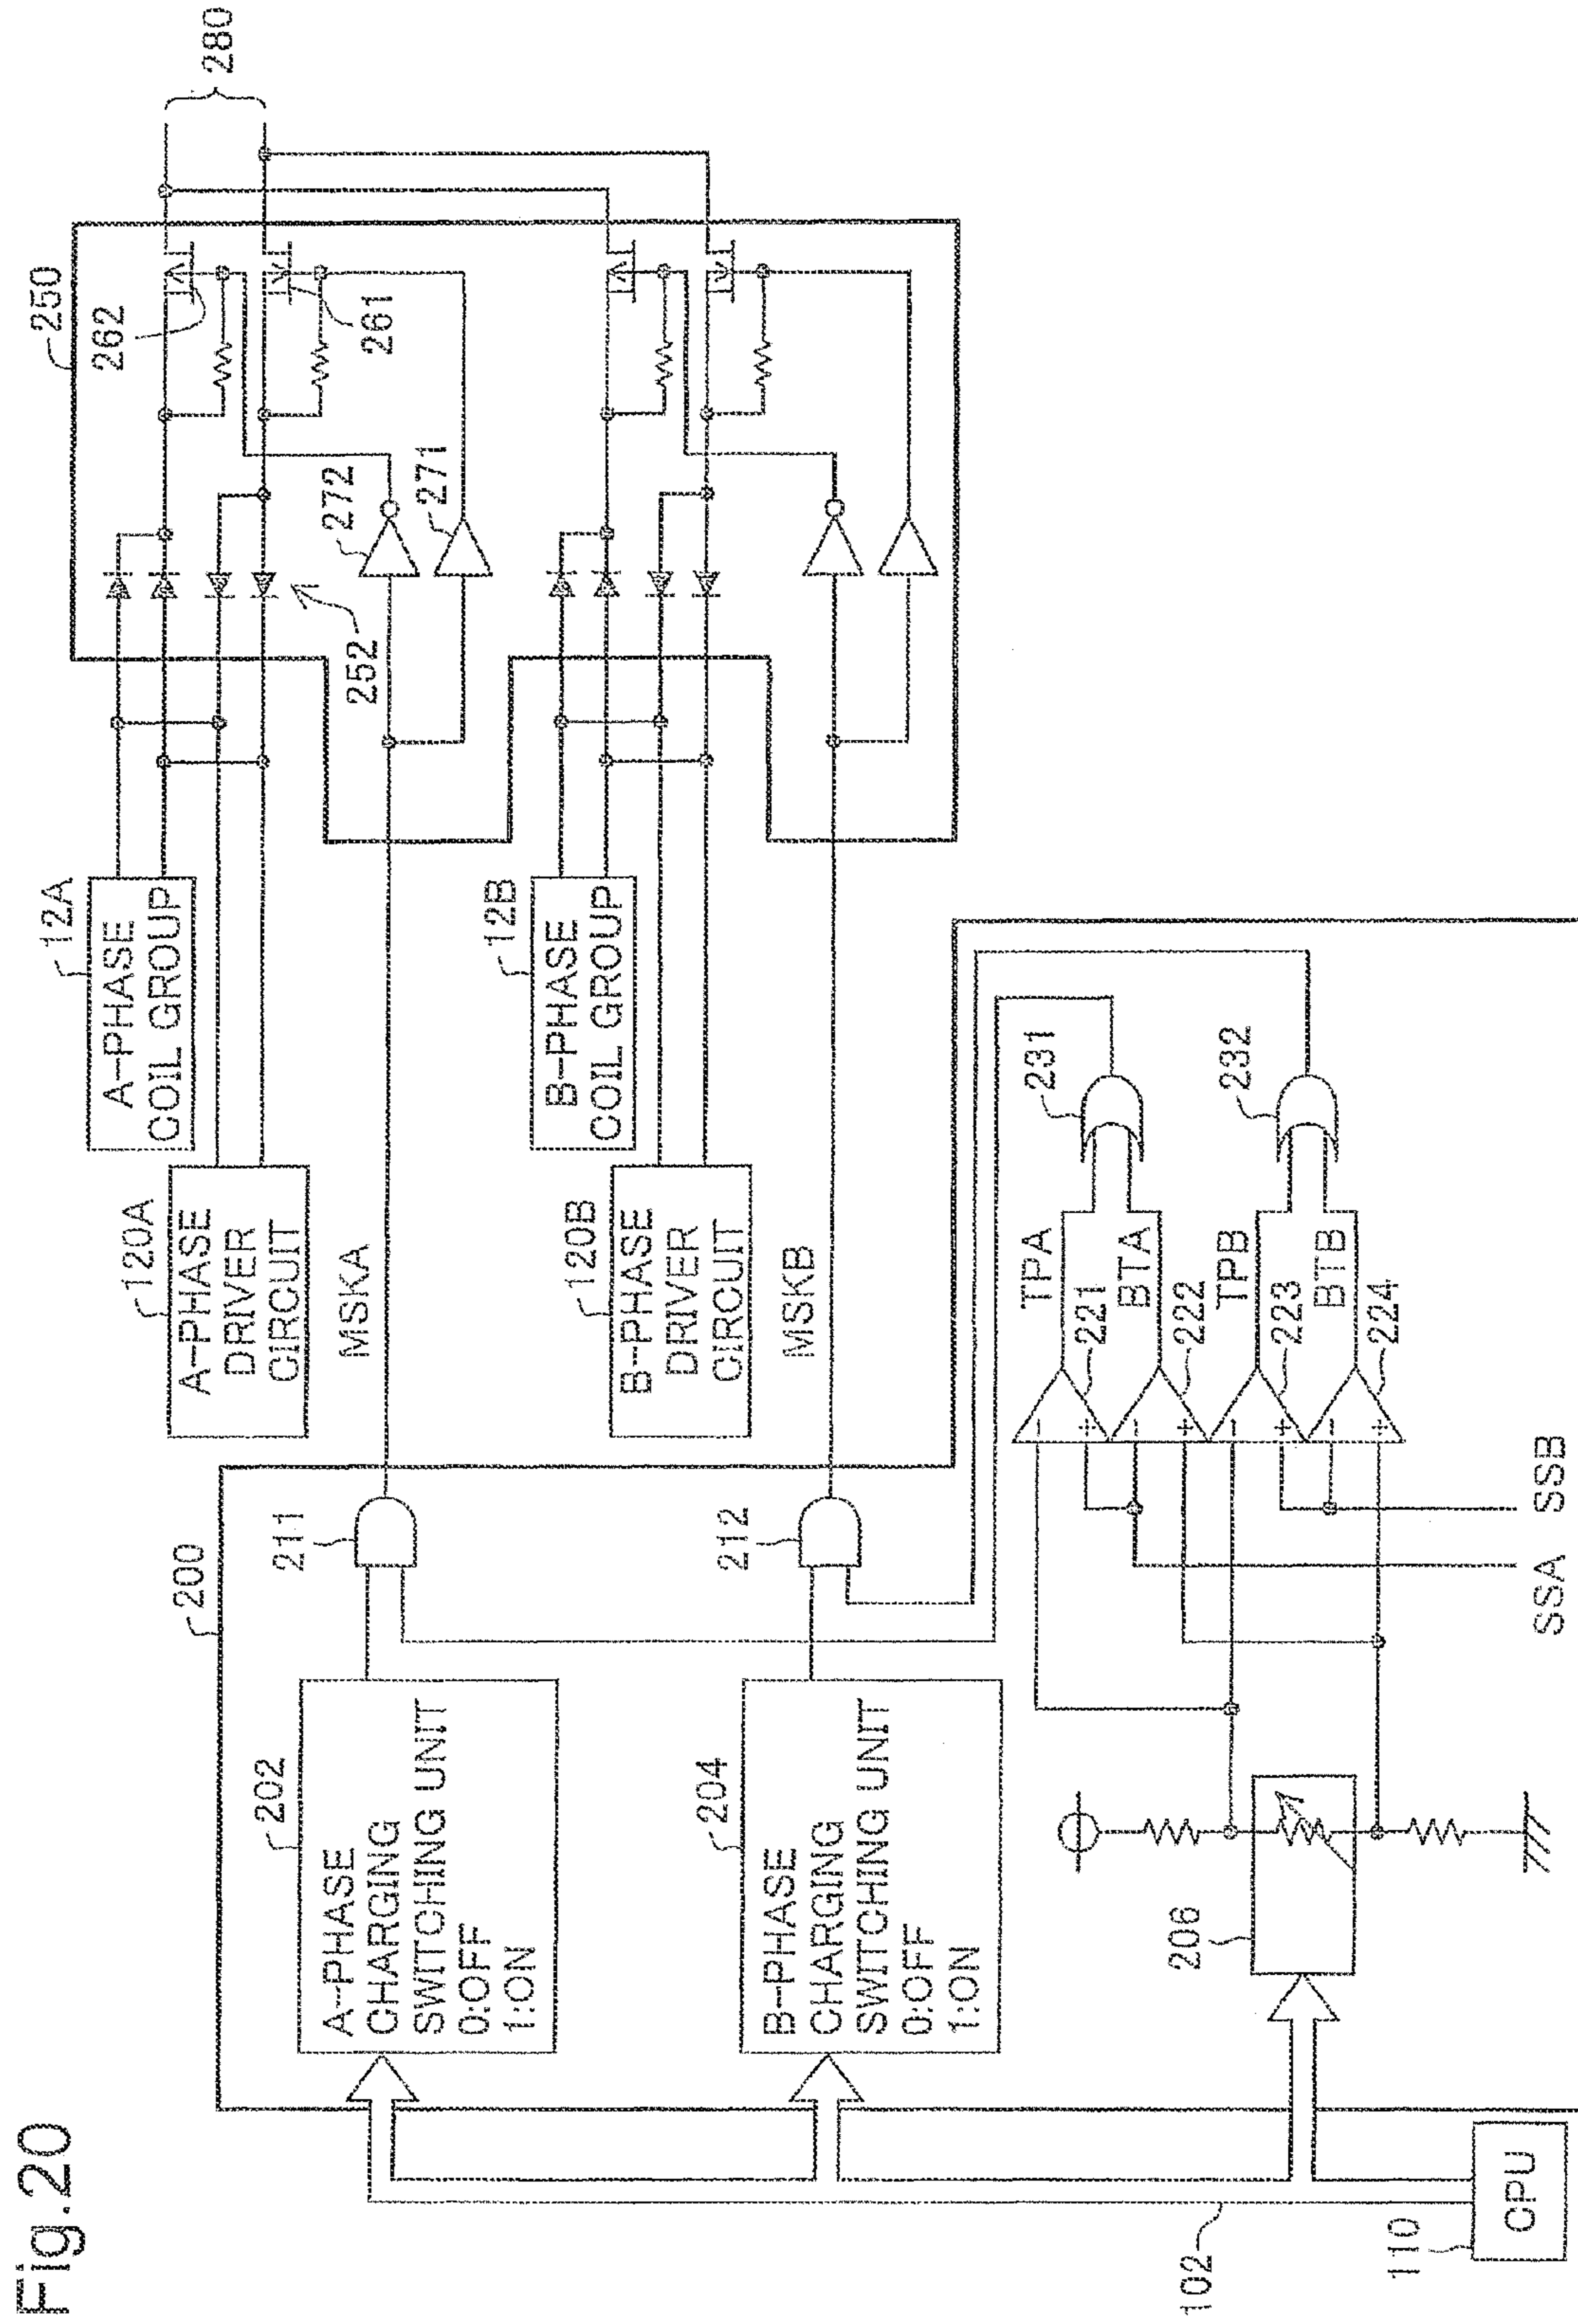 Fig.20
200
202
A-PHASE
CHARGING
SWITCHING UNIT
0:OFF
1:ON
211
MSKA
120A
A-PHASE
DRIVER
CIRCUIT
12A
A-PHASE
COIL GROUP
250
262
261
280
272
271
252
204
B-PHASE
CHARGING
SWITCHING UNIT
0:OFF
1:ON
212
MSKB
120B
B-PHASE
DRIVER
CIRCUIT
12B
B-PHASE
COIL GROUP
206
TPA
221
BTA
222
TPB
223
BTB
224
- + - + - + - +
231
232
SSA
SSB
102
110
CPU